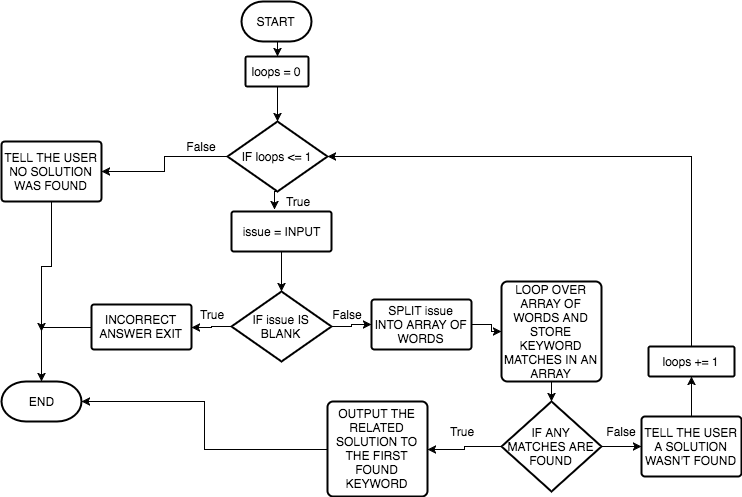 START
loops = 0
False
IF loops <= 1
TELL THE USER
NO SOLUTION
WAS FOUND
True
issue = INPUT
INCORRECT
ANSWER EXIT
True
IF issue IS
BLANK
False
SPLIT issue
INTO ARRAY OF
WORDS
LOOP OVER
ARRAY OF
WORDS AND
STORE
KEYWORD
MATCHES IN AN
ARRAY
loops += 1
END
OUTPUT THE
RELATED
SOLUTION TO
THE FIRST
FOUND
KEYWORD
True
IF ANY
MATCHES ARE
FOUND
False
TELL THE USER
A SOLUTION
WASN'T FOUND